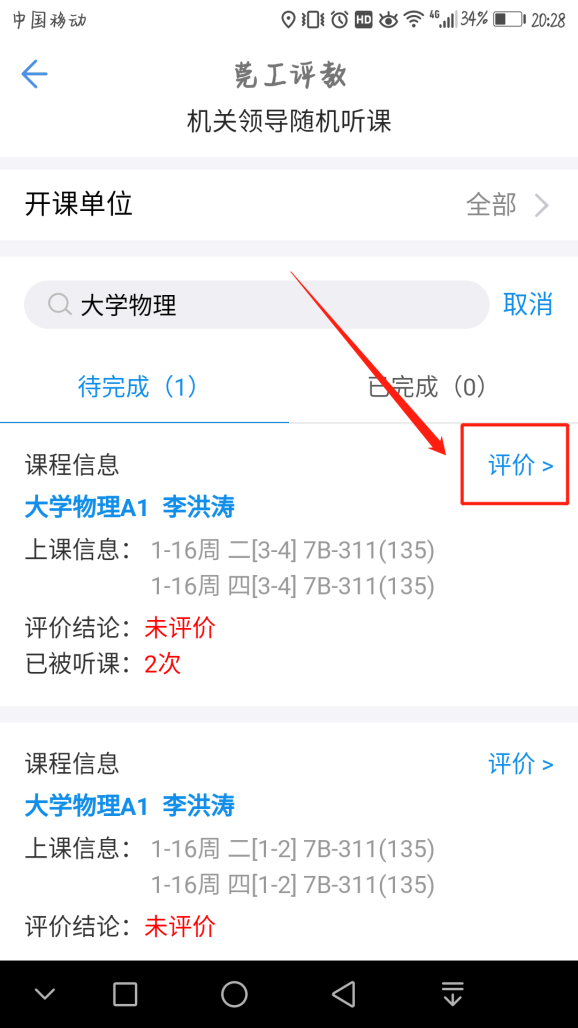 中国移动 HD 4G 34% 20:28
莞工评教
机关领导随机听课
开课单位 全部 >
大学物理 取消
待完成（1） 已完成（0）
课程信息 评价 >
大学物理A1 李洪涛
上课信息： 1-16周 二[3-4] 7B-311(135)
1-16周 四[3-4] 7B-311(135)
评价结论：未评价
已被听课：2次
课程信息 评价 >
大学物理A1 李洪涛
上课信息： 1-16周 二[1-2] 7B-311(135)
1-16周 四[1-2] 7B-311(135)
评价结论：未评价